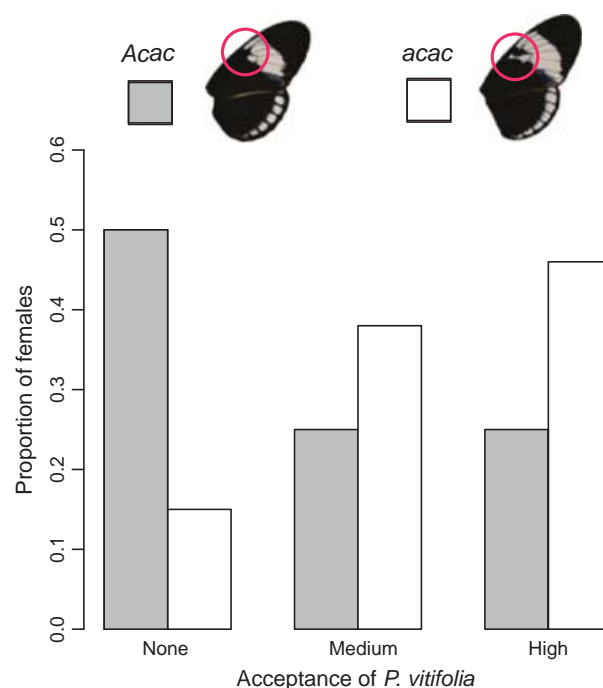 Acac
acac
Proportion of females
0.6
0.5
0.4
0.3
0.2
0.1
0.0
None Medium High
Acceptance of P. vitifolia